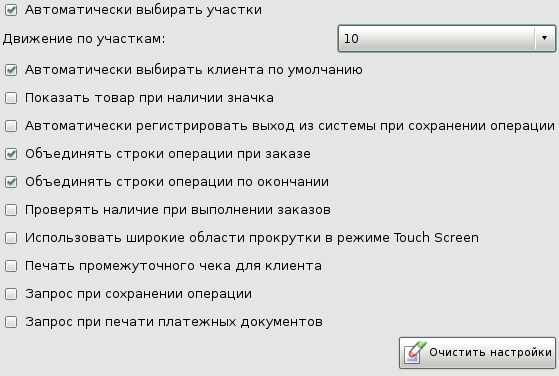 Автоматически выбирать участки
Движение по участкам: 10
Автоматически выбирать клиента по умолчанию
Показать товар при наличии значка
Автоматически регистрировать выход из системы при сохранении операции
Объединять строки операции при заказе
Объединять строки операции по окончании
Проверять наличие при выполнении заказов
Использовать широкие области прокрутки в режиме Touch Screen
Печать промежуточного чека для клиента
Запрос при сохранении операции
Запрос при печати платежных документов
Очистить настройки